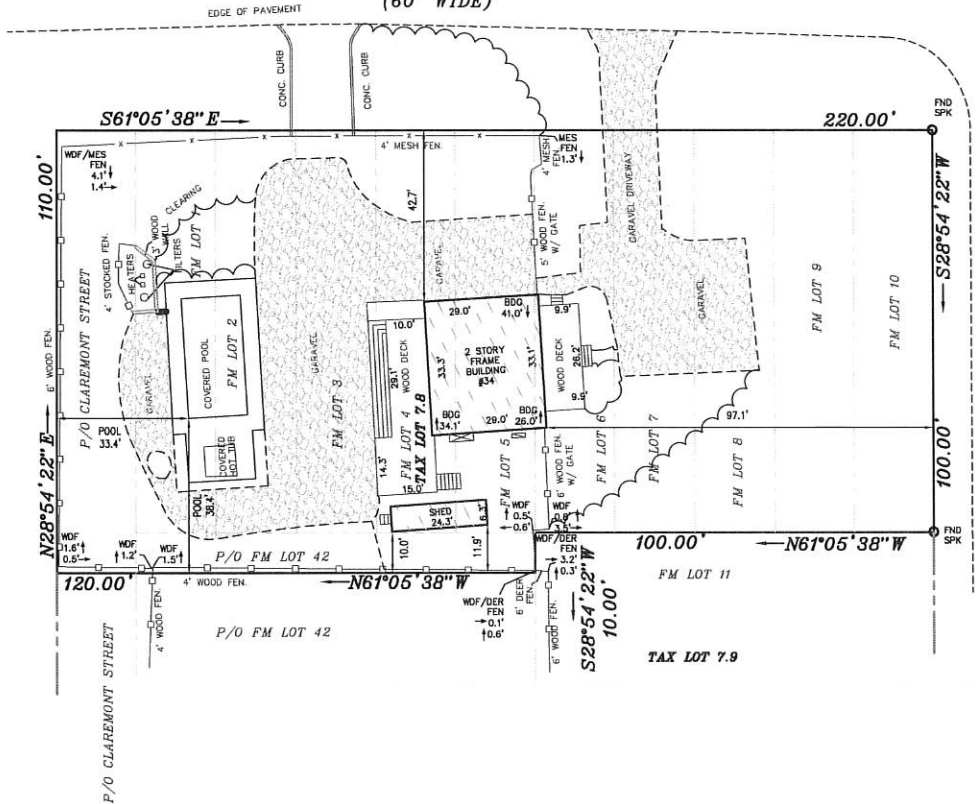 (60' WIDE)
EDGE OF PAVEMENT
CONC. CURB
CONC. CURB
S61°05'38"E
220.00'
FND
SPK
WDF/MES
FEN
4.1'
1.4'
4' MESH FEN.
MES
FEN
1.3'
4' MESH FEN.
110.00'
S28°54'22"W
CLEARING
3' WOOD WALL
FM LOT 1
42.7'
5' WOOD FEN.
W/ GATE
GARAVEL DRIVEWAY
4' STOCKED FEN.
HEATERS
FILTERS
GARAVEL
GARAVEL
FM LOT 9
FM LOT 10
6' WOOD FEN.
P/O CLAREMONT STREET
COVERED POOL
FM LOT 2
GARAVEL
GARAVEL
10.0'
29.0'
BDG
41.0'
9.9'
29.1'
WOOD DECK
33.3'
2 STORY
FRAME
BUILDING
#34
33.1'
WOOD DECK
26.2'
9.9'
FM LOT 3
FM LOT 4
TAX LOT 7.8
BDG
34.1'
29.0'
BDG
26.0'
97.1'
N28°54'22"E
POOL
33.4'
COVERED
HOT TUB
14.3'
15.0'
FM LOT 5
6' WOOD FEN.
W/ GATE
FM LOT 6
FM LOT 7
FM LOT 8
100.00'
POOL
38.4'
SHED
24.3'
6.3'
WDF
0.5'
0.6'
WDF
0.8'
3.5'
FND
SPK
WDF
1.6'
0.5'
WDF
1.2'
WDF
1.5'
P/O FM LOT 42
10.0'
11.9'
WDF/DER
FEN
3.2'
0.3'
100.00'
N61°05'38"W
120.00'
4' WOOD FEN.
N61°05'38"W
FM LOT 11
4' WOOD FEN.
P/O FM LOT 42
WDF/DER
FEN
0.1'
0.6'
6' DEER
FEN.
6' WOOD FEN.
S28°54'22"W
10.00'
TAX LOT 7.9
P/O CLAREMONT STREET